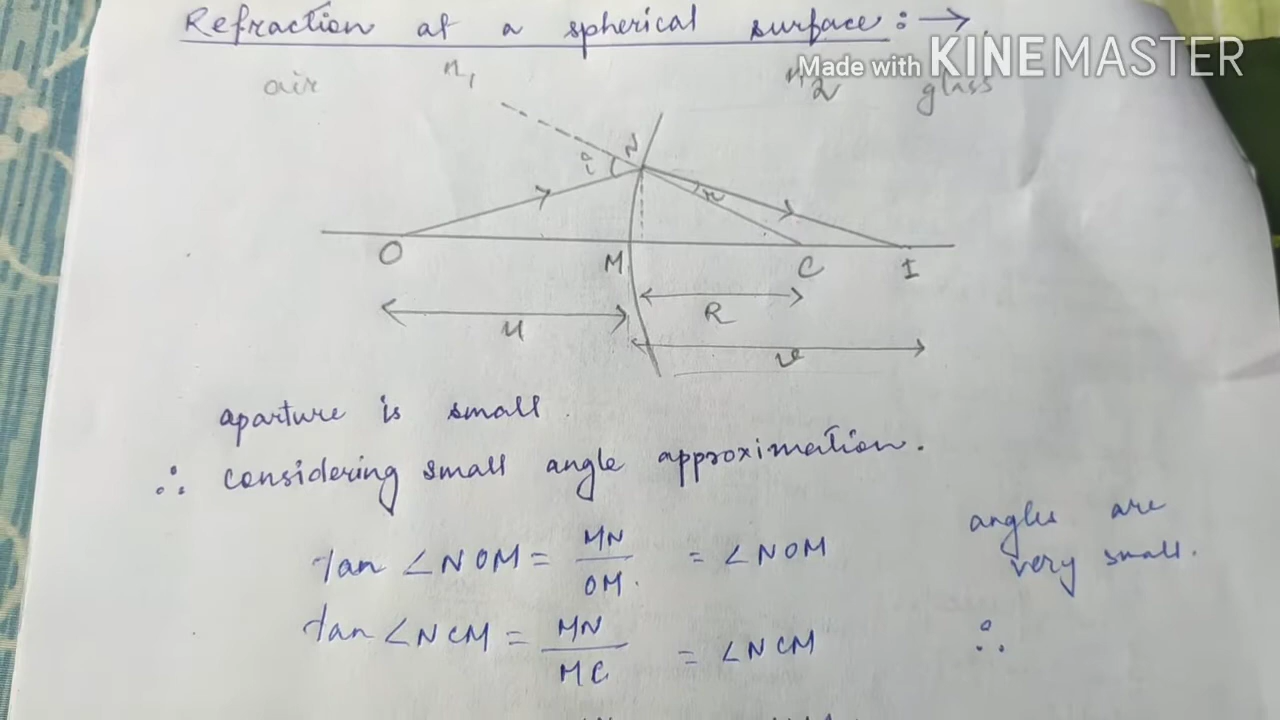 Refraction at a spherical surface : →
Made with KINEMASTER
air n₁ n₂ glass
i N r
O M C I
R
u
v
aparture is small.
∴ considering small angle approximation.
tan ∠NOM = MN/OM. = ∠NOM
angles are
very small.
tan ∠NCM = MN/MC = ∠NCM ∴